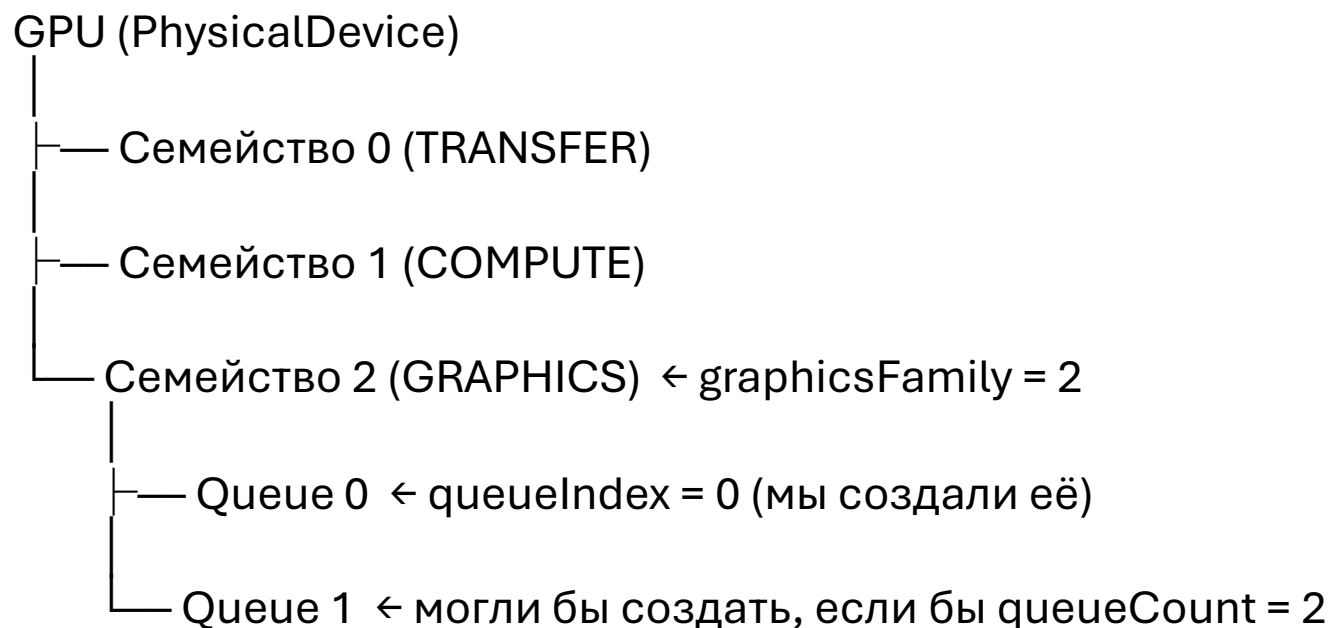 GPU (PhysicalDevice)
│
├── Семейство 0 (TRANSFER)
│
├── Семейство 1 (COMPUTE)
│
└── Семейство 2 (GRAPHICS) ← graphicsFamily = 2
│
├── Queue 0 ← queueIndex = 0 (мы создали её)
│
└── Queue 1 ← могли бы создать, если бы queueCount = 2